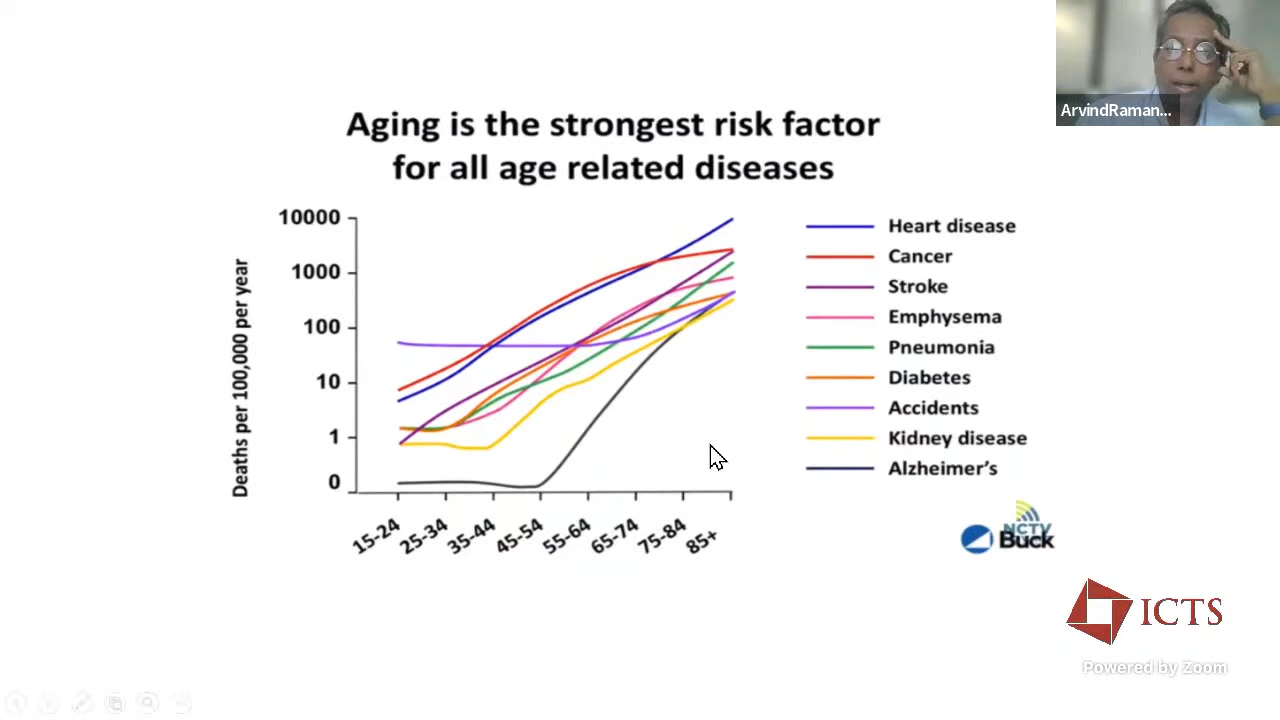 ArvindRaman...
Aging is the strongest risk factor
for all age related diseases
Deaths per 100,000 per year
10000
1000
100
10
1
0
15-24
25-34
35-44
45-54
55-64
65-74
75-84
85+
Heart disease
Cancer
Stroke
Emphysema
Pneumonia
Diabetes
Accidents
Kidney disease
Alzheimer's
NCTV
Buck
ICTS
Powered by Zoom